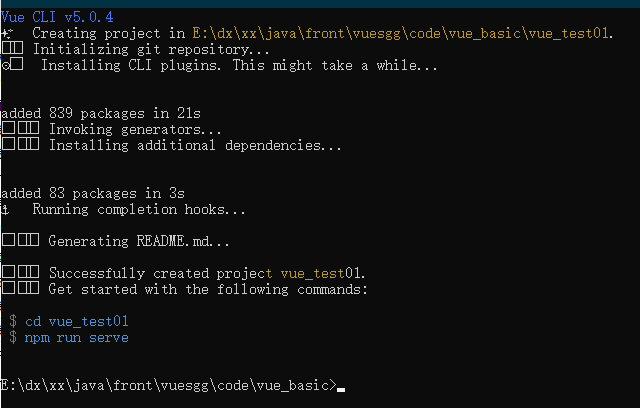 Vue CLI v5.0.4
Creating project in E:\dx\xx\java\front\vuesgg\code\vue_basic\vue_test01.
Initializing git repository...
Installing CLI plugins. This might take a while...
added 839 packages in 21s
Invoking generators...
Installing additional dependencies...
added 83 packages in 3s
Running completion hooks...
Generating README.md...
Successfully created project vue_test01.
Get started with the following commands:
$ cd vue_test01
$ npm run serve
E:\dx\xx\java\front\vuesgg\code\vue_basic>